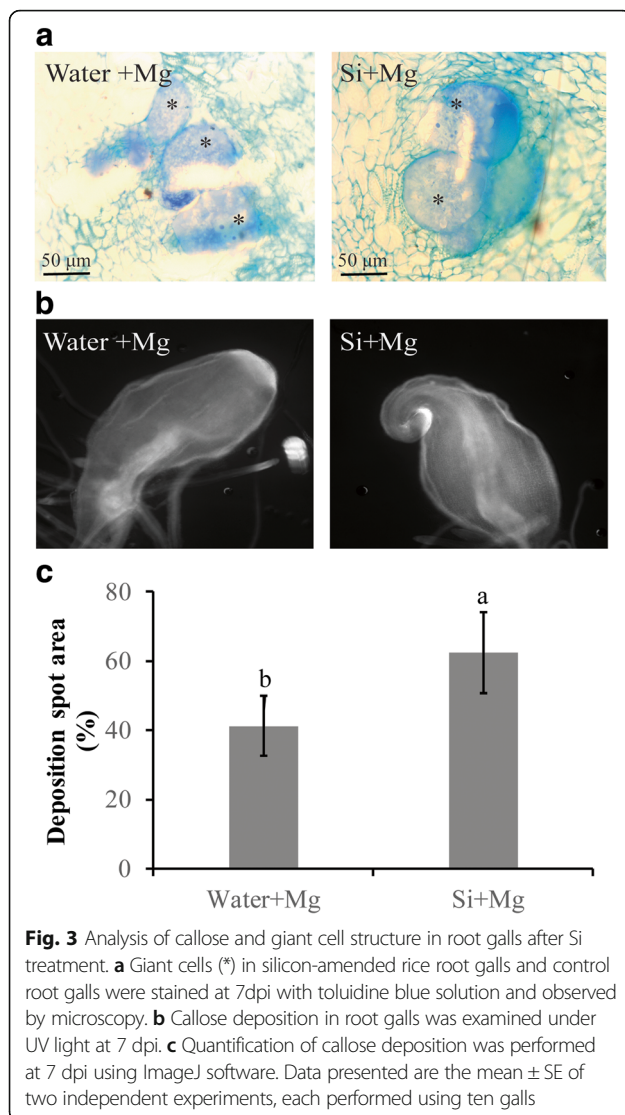 a
Water +Mg
Si+Mg
*
*
*
*
*
50 μm
50 μm
b
Water +Mg
Si+Mg
c
Deposition spot area
(%)
80
60
40
20
0
b
a
Water+Mg
Si+Mg
Fig. 3 Analysis of callose and giant cell structure in root galls after Si
treatment. a Giant cells (*) in silicon-amended rice root galls and control
root galls were stained at 7dpi with toluidine blue solution and observed
by microscopy. b Callose deposition in root galls was examined under
UV light at 7 dpi. c Quantification of callose deposition was performed
at 7 dpi using ImageJ software. Data presented are the mean ± SE of
two independent experiments, each performed using ten galls